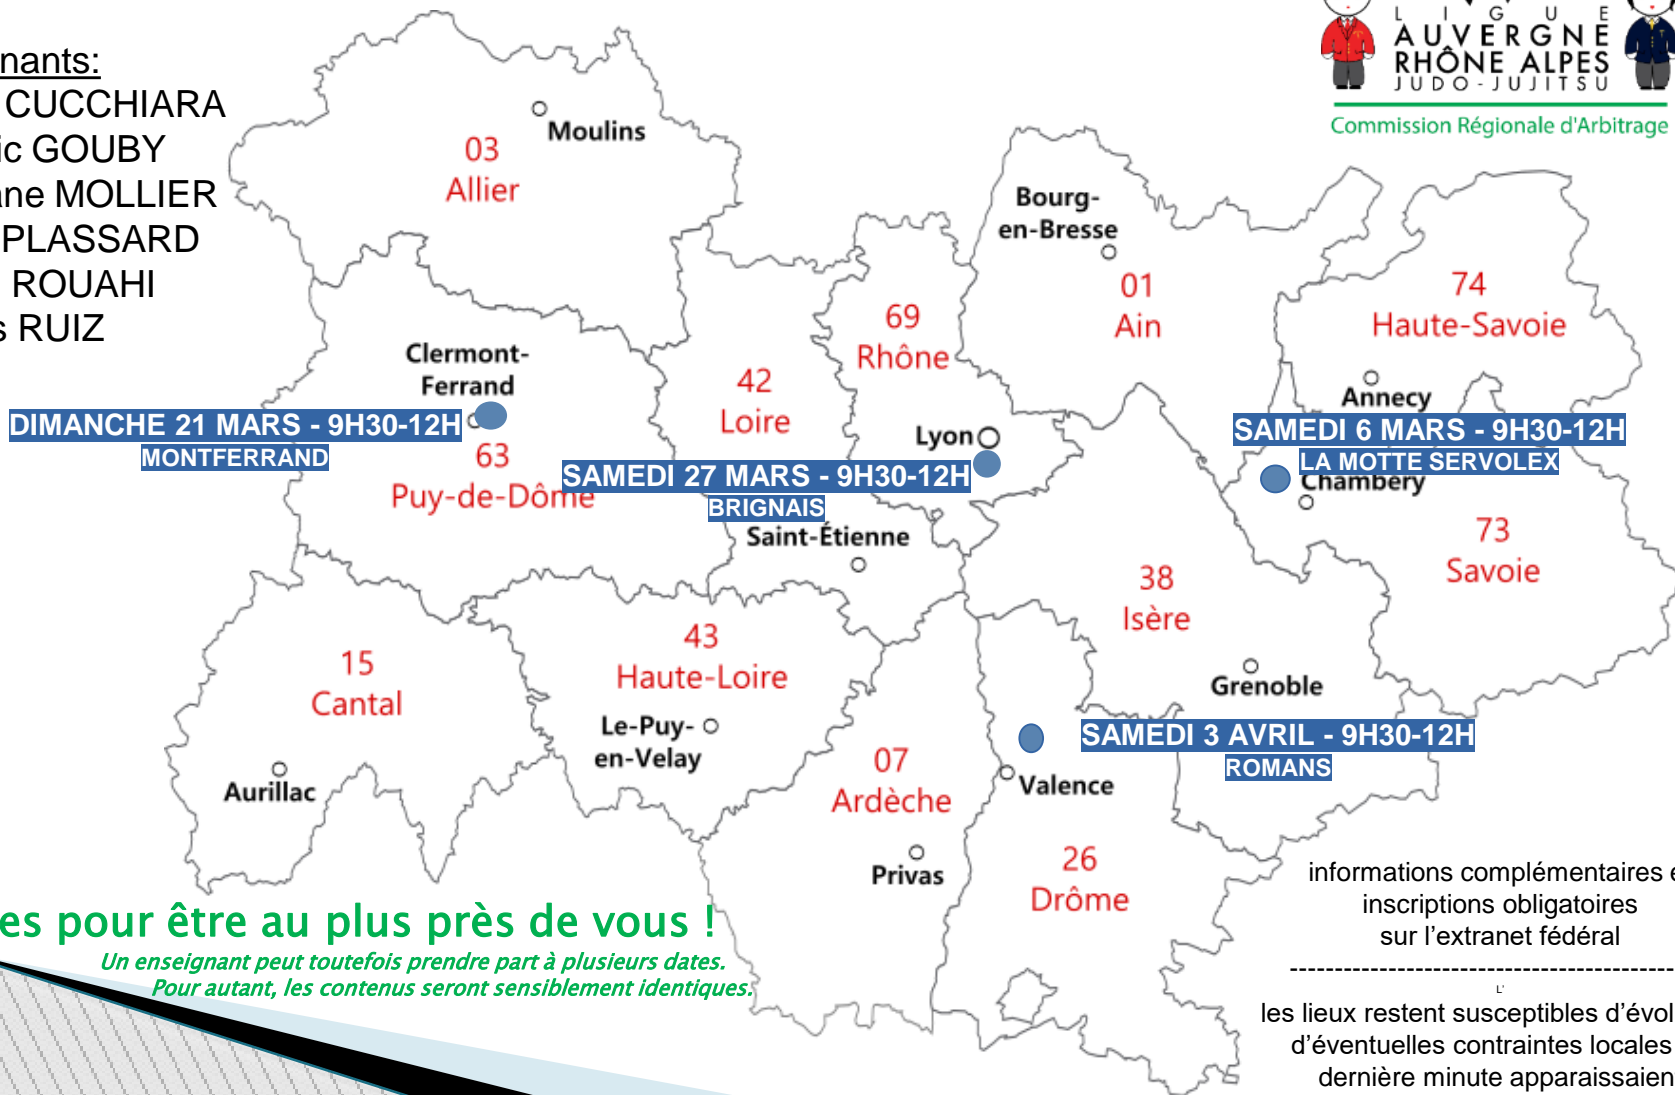 nants:
CUCCHIARA
ic GOUBY
ane MOLLIER
PLASSARD
ROUAHI
s RUIZ
L I G U E
AUVERGNE
RHÔNE ALPES
JUDO-JUJITSU
Commission Régionale d'Arbitrage
Moulins
03
Allier
Bourg-
en-Bresse
01
Ain
74
Haute-Savoie
69
Rhône
Clermont-
Ferrand
42
Loire
Annecy
DIMANCHE 21 MARS - 9H30-12H
MONTFERRAND
63
Puy-de-Dôme
Lyon
SAMEDI 27 MARS - 9H30-12H
BRIGNAIS
SAMEDI 6 MARS - 9H30-12H
LA MOTTE SERVOLEX
Chambéry
Saint-Étienne
73
Savoie
38
Isère
43
Haute-Loire
15
Cantal
Grenoble
Le-Puy-
en-Velay
SAMEDI 3 AVRIL - 9H30-12H
ROMANS
07
Ardèche
Valence
Aurillac
Privas
26
Drôme
es pour être au plus près de vous !
Un enseignant peut toutefois prendre part à plusieurs dates.
Pour autant, les contenus seront sensiblement identiques.
informations complémentaires e
inscriptions obligatoires
sur l’extranet fédéral
------------------------------------------
L’
les lieux restent susceptibles d’évol
d’éventuelles contraintes locales
dernière minute apparaissaien